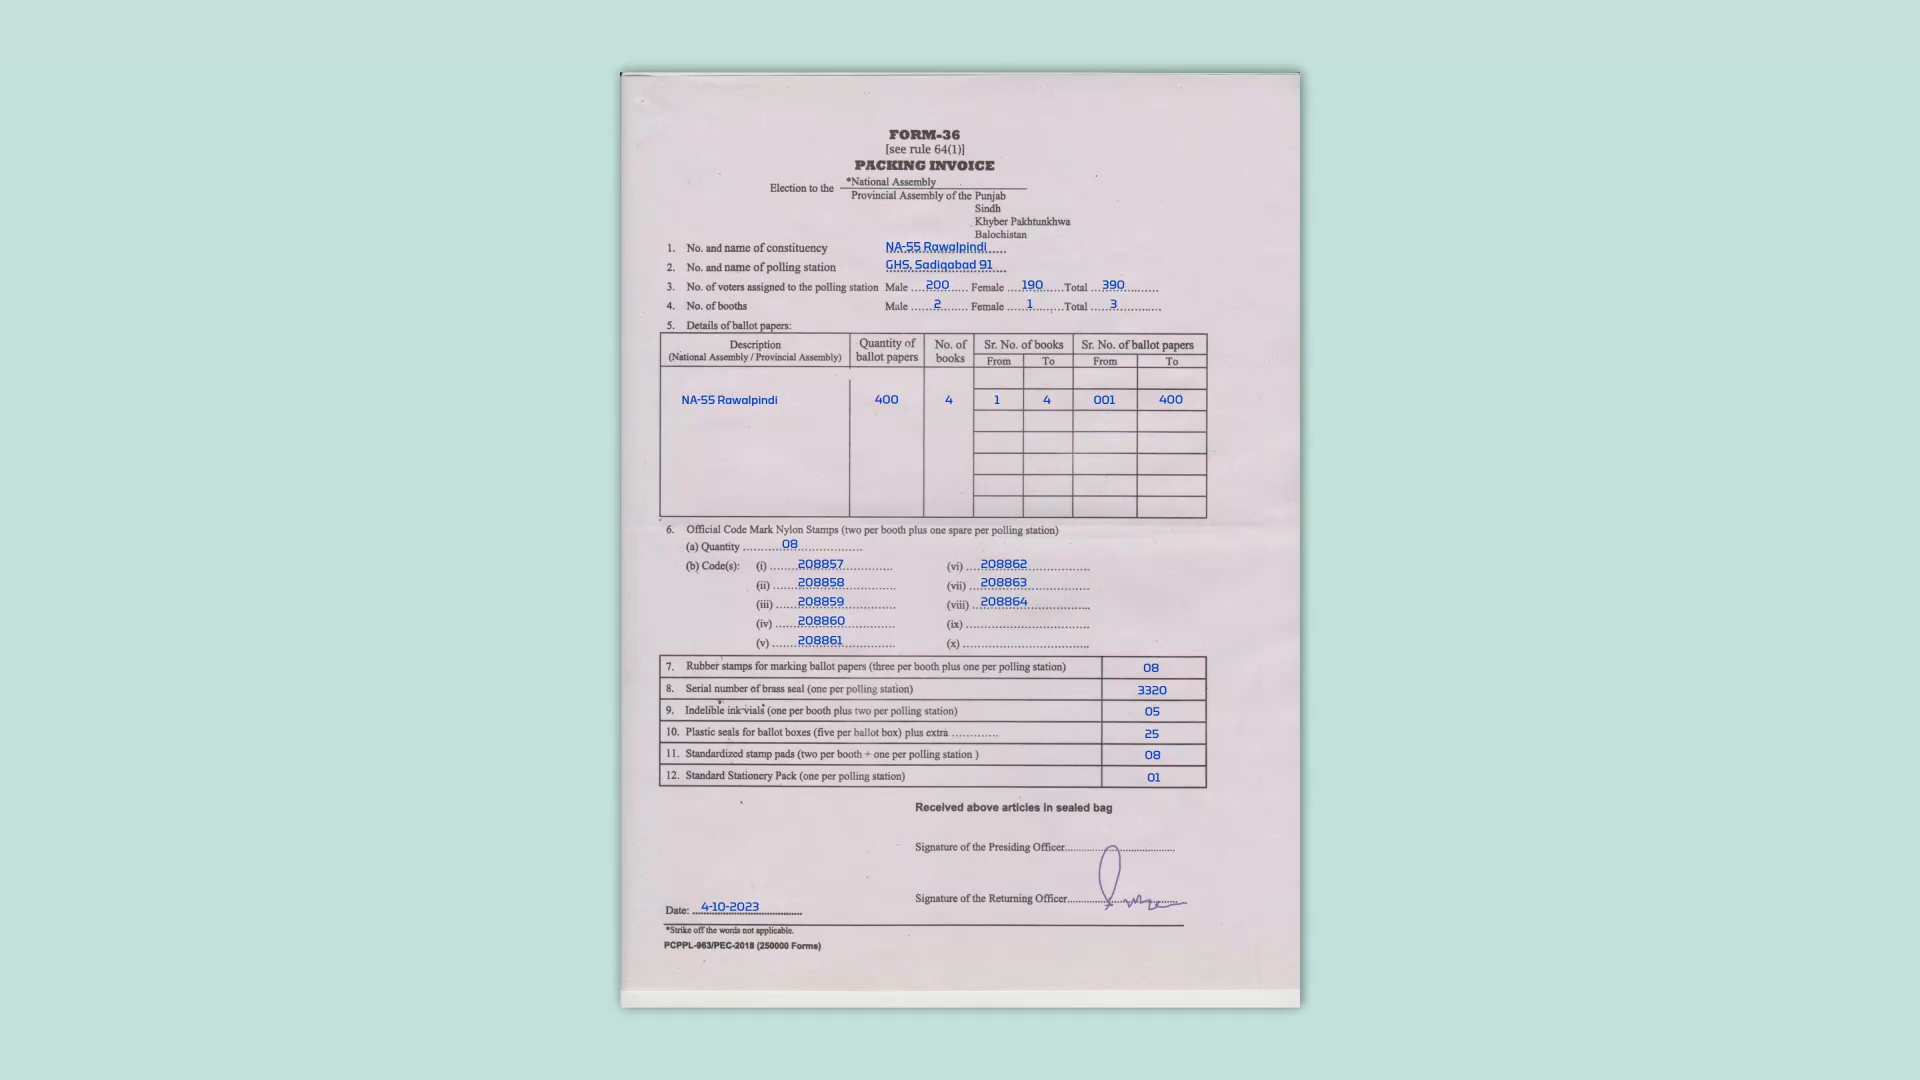 FORM-36
[see rule 64(1)]
PACKING INVOICE
Election to the *National Assembly
Provincial Assembly of the Punjab
Sindh
Khyber Pakhtunkhwa
Balochistan
1. No. and name of constituency NA-55 Rawalpindi
2. No. and name of polling station GHS, Sadiqabad 91
3. No. of voters assigned to the polling station Male 200 Female 190 Total 390
4. No. of booths Male 2 Female 1 Total 3
5. Details of ballot papers:
Description (National Assembly / Provincial Assembly) Quantity of ballot papers No. of books Sr. No. of books Sr. No. of ballot papers
From To From To
NA-55 Rawalpindi 400 4 1 4 001 400
6. Official Code Mark Nylon Stamps (two per booth plus one spare per polling station)
(a) Quantity 08
(b) Code(s): (i) 208857 (vi) 208862
(ii) 208858 (vii) 208863
(iii) 208859 (viii) 208864
(iv) 208860 (ix)
(v) 208861 (x)
7. Rubber stamps for marking ballot papers (three per booth plus one per polling station) 08
8. Serial number of brass seal (one per polling station) 3320
9. Indelible ink vials (one per booth plus two per polling station) 05
10. Plastic seals for ballot boxes (five per ballot box) plus extra ............ 25
11. Standardized stamp pads (two per booth + one per polling station ) 08
12. Standard Stationery Pack (one per polling station) 01
Received above articles in sealed bag
Signature of the Presiding Officer
Signature of the Returning Officer
Date: 4-10-2023
*Strike off the words not applicable.
PCPPL-963/PEC-2018 (250000 Forms)